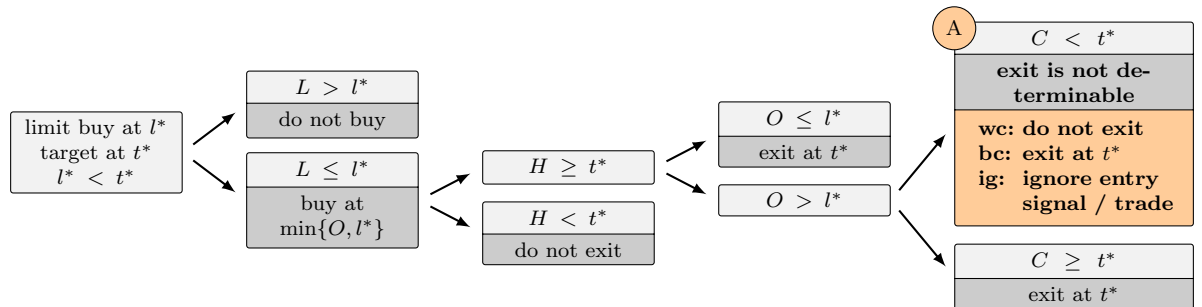 limit buy at l*
target at t*
l* < t*
L > l*
do not buy
L ≤ l*
buy at
min{O, l*}
H ≥ t*
H < t*
do not exit
O ≤ l*
exit at t*
O > l*
A
C < t*
exit is not de-
terminable
wc: do not exit
bc: exit at t*
ig: ignore entry
signal / trade
C ≥ t*
exit at t*